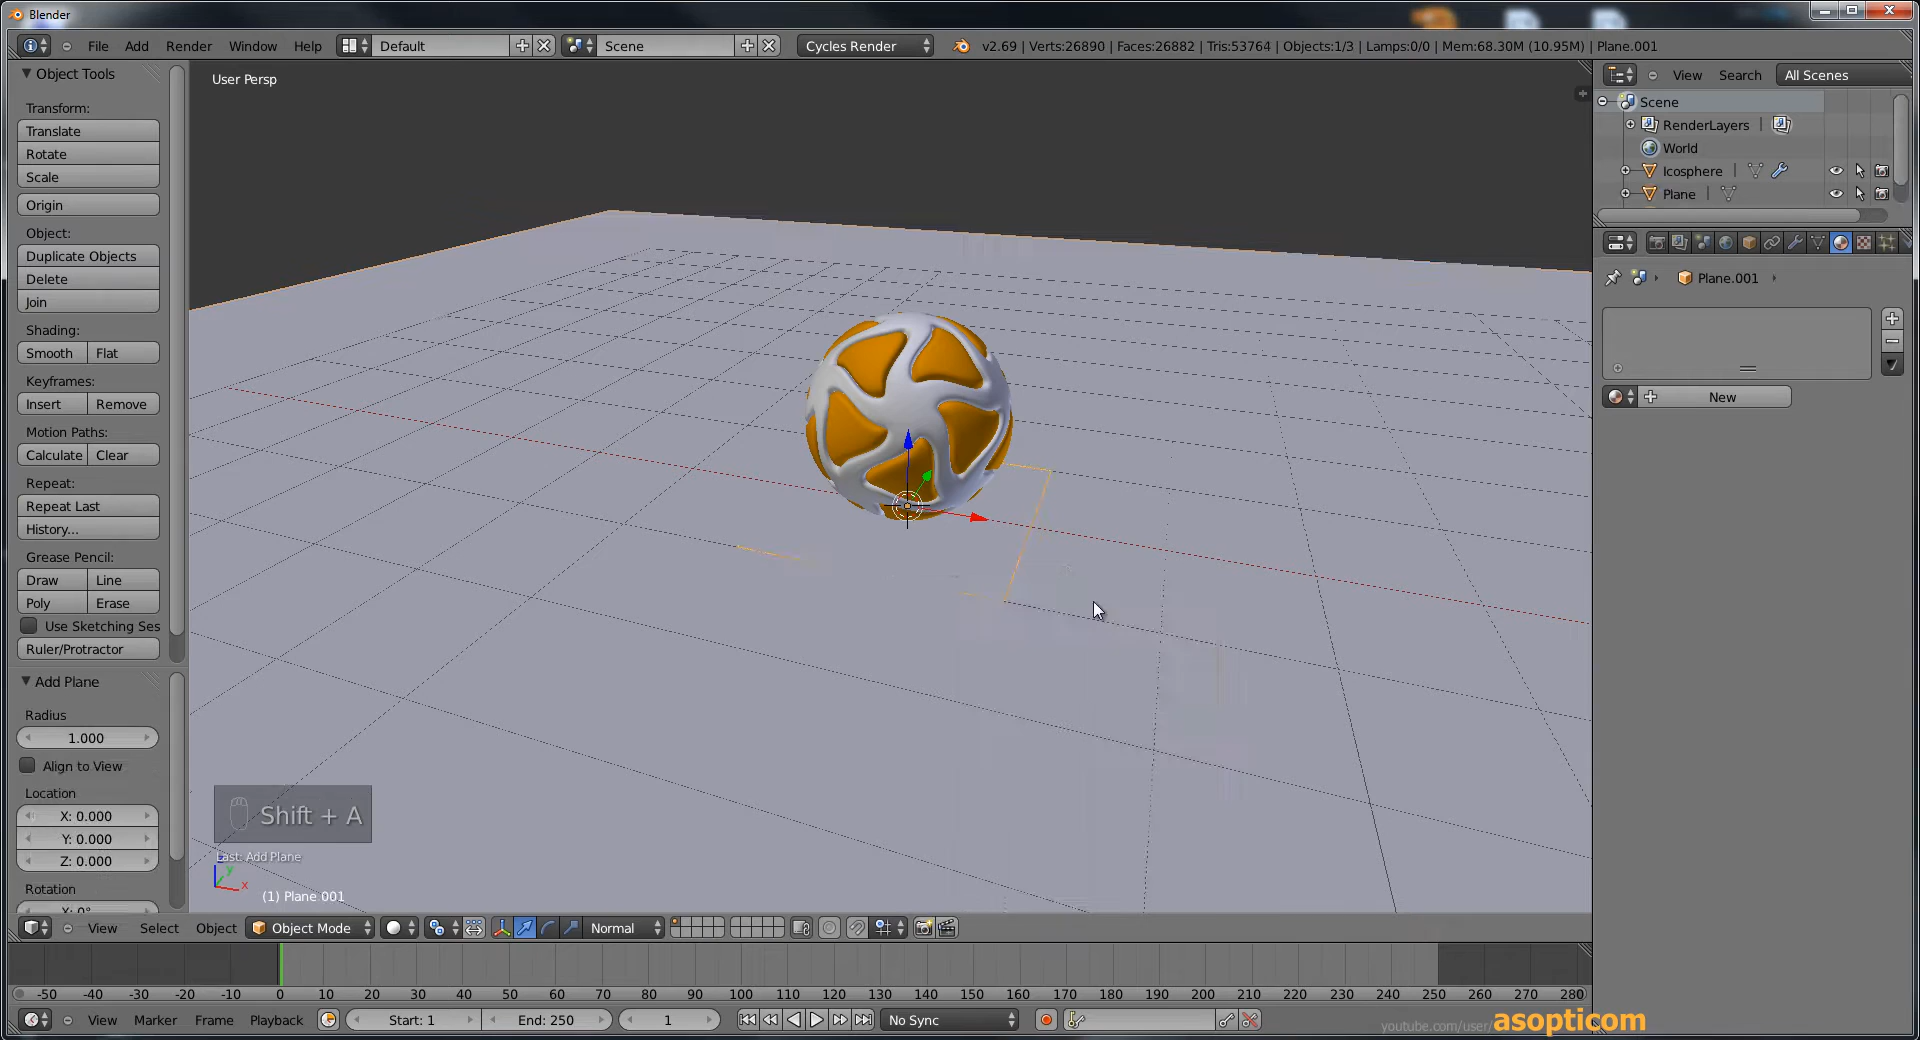 Blender
File Add Render Window Help Default Scene Cycles Render v2.69 | Verts:26890 | Faces:26882 | Tris:53764 | Objects:1/3 | Lamps:0/0 | Mem:68.30M (10.95M) | Plane.001
Object Tools
Transform:
Translate
Rotate
Scale
Origin
Object:
Duplicate Objects
Delete
Join
Shading:
Smooth Flat
Keyframes:
Insert Remove
Motion Paths:
Calculate Clear
Repeat:
Repeat Last
History...
Grease Pencil:
Draw Line
Poly Erase
Use Sketching Ses
Ruler/Protractor
Add Plane
Radius
1.000
Align to View
Location
X: 0.000
Y: 0.000
Z: 0.000
Rotation
X: 0°
User Persp
Shift + A
Last: Add Plane
z y x
(1) Plane 001
View Search All Scenes
Scene
RenderLayers
World
Icosphere
Plane
Plane.001
New
View Select Object Object Mode Normal
-50 -40 -30 -20 -10 0 10 20 30 40 50 60 70 80 90 100 110 120 130 140 150 160 170 180 190 200 210 220 230 240 250 260 270 280
View Marker Frame Playback Start: 1 End: 250 1 No Sync
youtube.com/user/asopticom